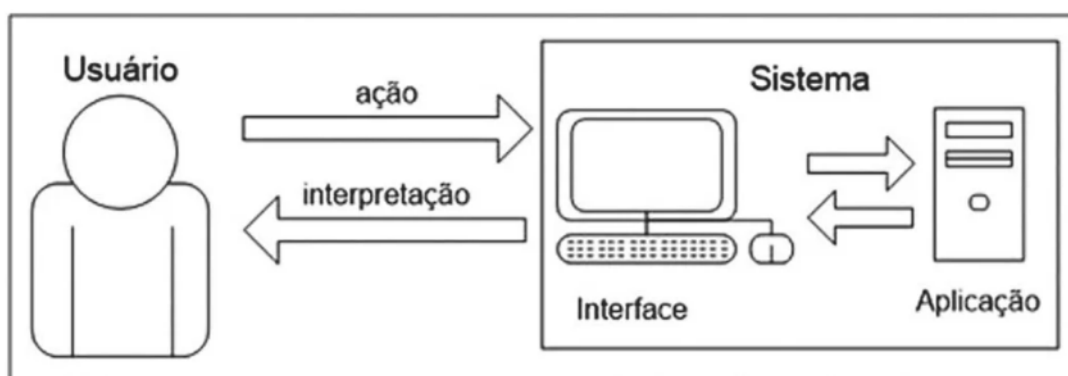 Usuário
ação
interpretação
Sistema
Interface
Aplicação